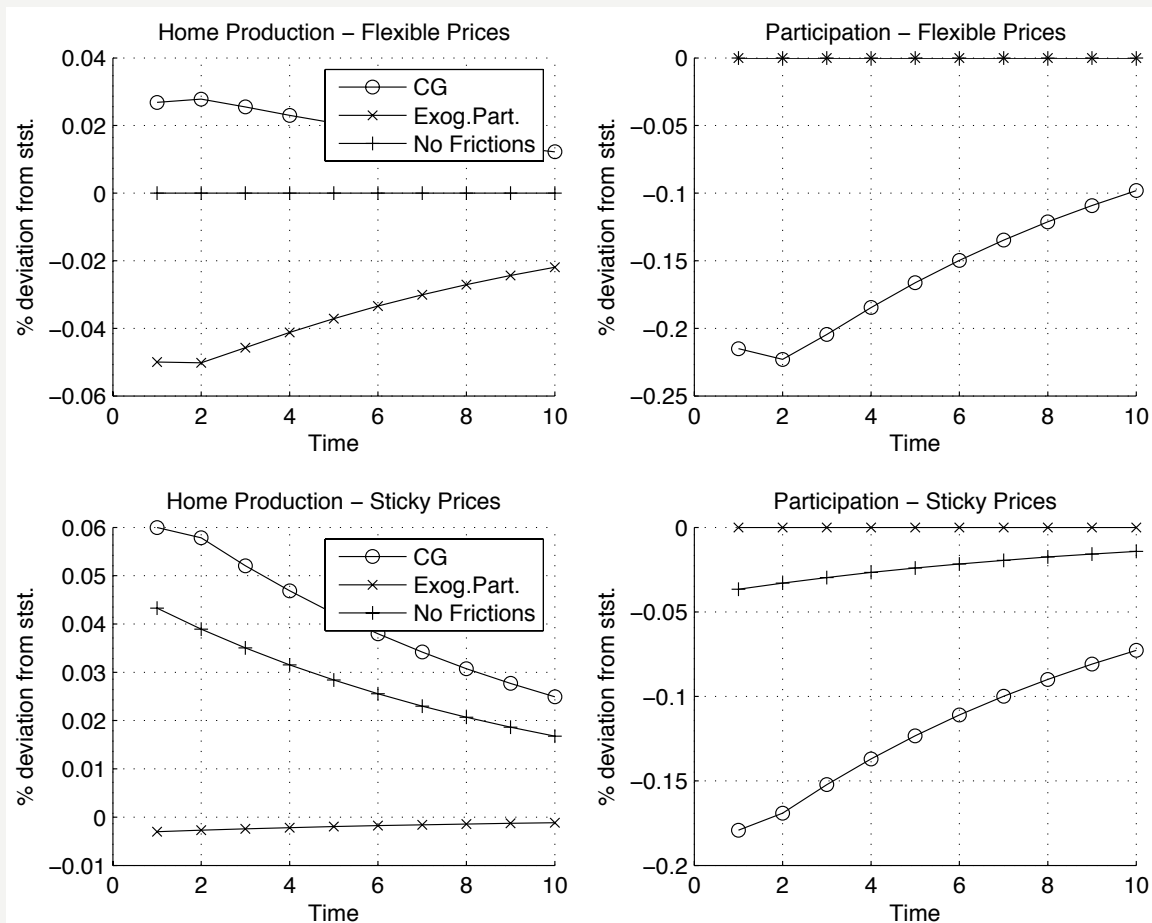 Home Production – Flexible Prices
% deviation from stst.
0.04
0.02
0
−0.02
−0.04
−0.06
0 2 4 6 8 10
Time
CG
Exog.Part.
No Frictions
Participation – Flexible Prices
% deviation from stst.
0
−0.05
−0.1
−0.15
−0.2
−0.25
0 2 4 6 8 10
Time
Home Production – Sticky Prices
% deviation from stst.
0.06
0.05
0.04
0.03
0.02
0.01
0
−0.01
0 2 4 6 8 10
Time
CG
Exog.Part.
No Frictions
Participation – Sticky Prices
% deviation from stst.
0
−0.05
−0.1
−0.15
−0.2
0 2 4 6 8 10
Time